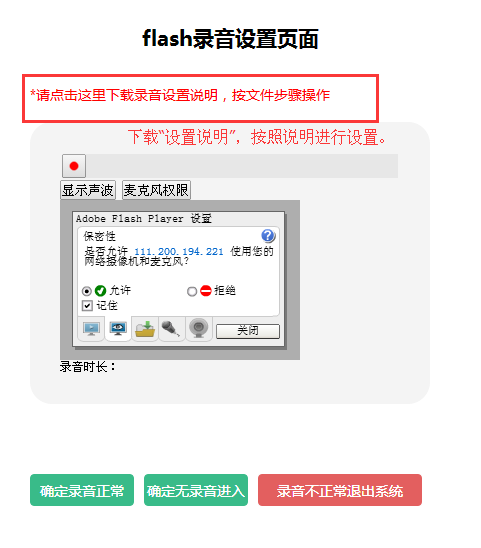 flash录音设置页面
*请点击这里下载录音设置说明，按文件步骤操作
下载“设置说明”，按照说明进行设置。
显示声波 麦克风权限
Adobe Flash Player 设置
保密性
是否允许 111.200.194.221 使用您的
网络摄像机和麦克风?
允许 拒绝
记住
关闭
录音时长：
确定录音正常 确定无录音进入 录音不正常退出系统